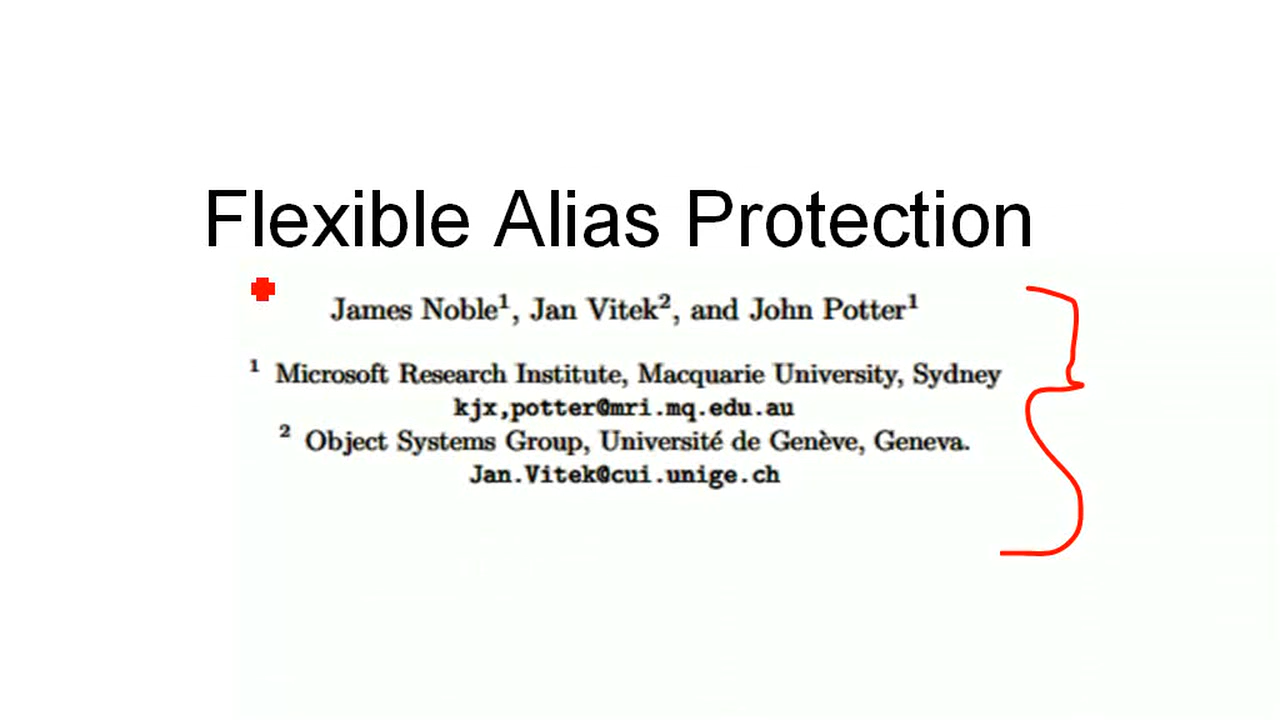 Flexible Alias Protection
James Noble¹, Jan Vitek², and John Potter¹
¹ Microsoft Research Institute, Macquarie University, Sydney
kjx,potter@mri.mq.edu.au
² Object Systems Group, Université de Genève, Geneva.
Jan.Vitek@cui.unige.ch